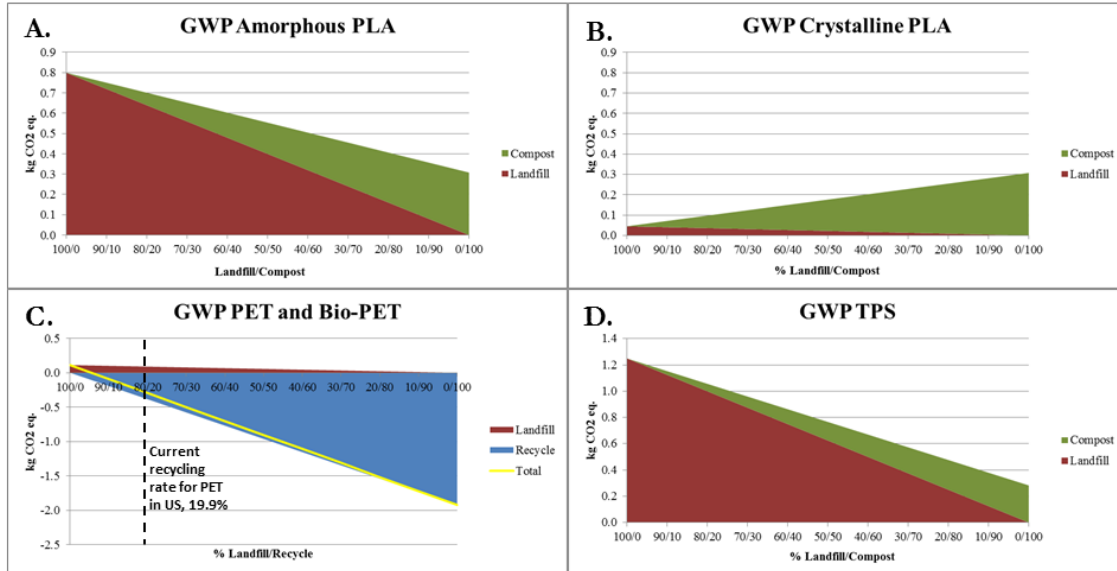 A.
GWP Amorphous PLA
kg CO2 eq.
0.9
0.8
0.7
0.6
0.5
0.4
0.3
0.2
0.1
0.0
100/0 90/10 80/20 70/30 60/40 50/50 40/60 30/70 20/80 10/90 0/100
Landfill/Compost
Compost
Landfill
B.
GWP Crystalline PLA
kg CO2 eq.
0.9
0.8
0.7
0.6
0.5
0.4
0.3
0.2
0.1
0.0
100/0 90/10 80/20 70/30 60/40 50/50 40/60 30/70 20/80 10/90 0/100
% Landfill/Compost
Compost
Landfill
C.
GWP PET and Bio-PET
kg CO2 eq.
0.5
0.0
-0.5
-1.0
-1.5
-2.0
-2.5
100/0 90/10 80/20 70/30 60/40 50/50 40/60 30/70 20/80 10/90 0/100
Current
recycling
rate for PET
in US, 19.9%
% Landfill/Recycle
Landfill
Recycle
Total
D.
GWP TPS
kg CO2 eq.
1.4
1.2
1.0
0.8
0.6
0.4
0.2
0.0
100/0 90/10 80/20 70/30 60/40 50/50 40/60 30/70 20/80 10/90 0/100
% Landfill/Compost
Compost
Landfill